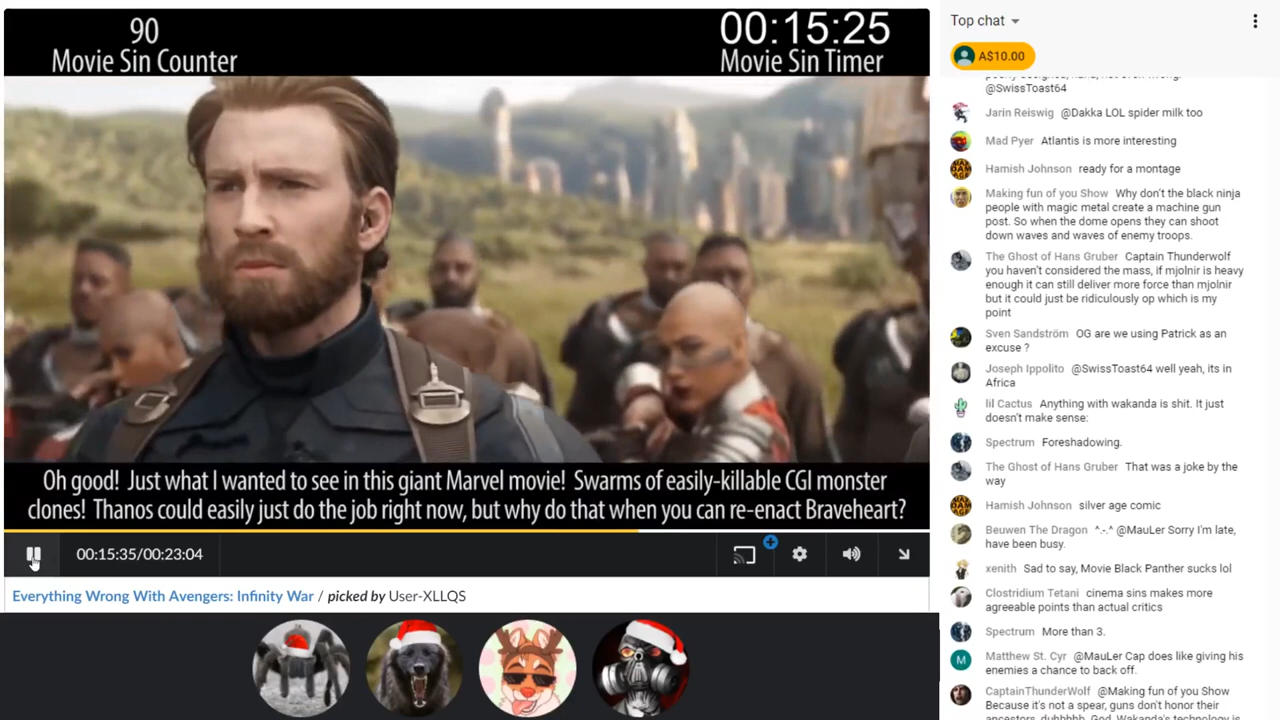 90
Movie Sin Counter
00:15:25
Movie Sin Timer
Oh good! Just what I wanted to see in this giant Marvel movie! Swarms of easily-killable CGI monster
clones! Thanos could easily just do the job right now, but why do that when you can re-enact Braveheart?
00:15:35/00:23:04
Everything Wrong With Avengers: Infinity War / picked by User-XLLQS
Top chat
A$10.00
@SwissToast64
Jarin Reiswig @Dakka LOL spider milk too
Mad Pyer Atlantis is more interesting
Hamish Johnson ready for a montage
Making fun of you Show Why don't the black ninja
people with magic metal create a machine gun
post. So when the dome opens they can shoot
down waves and waves of enemy troops.
The Ghost of Hans Gruber Captain Thunderwolf
you haven't considered the mass, if mjolnir is heavy
enough it can still deliver more force than mjolnir
but it could just be ridiculously op which is my
point
Sven Sandström OG are we using Patrick as an
excuse ?
Joseph Ippolito @SwissToast64 well yeah, its in
Africa
lil Cactus Anything with wakanda is shit. It just
doesn't make sense:
Spectrum Foreshadowing.
The Ghost of Hans Gruber That was a joke by the
way
Hamish Johnson silver age comic
Beuwen The Dragon ^.-.^ @MauLer Sorry I'm late,
have been busy.
xenith Sad to say, Movie Black Panther sucks lol
Clostridium Tetani cinema sins makes more
agreeable points than actual critics
Spectrum More than 3.
M
Matthew St. Cyr @MauLer Cap does like giving his
enemies a chance to back off.
CaptainThunderWolf @Making fun of you Show
Because it's not a spear, guns don't honor their
ancestors, duhhhhh. God, Wakanda's technology is